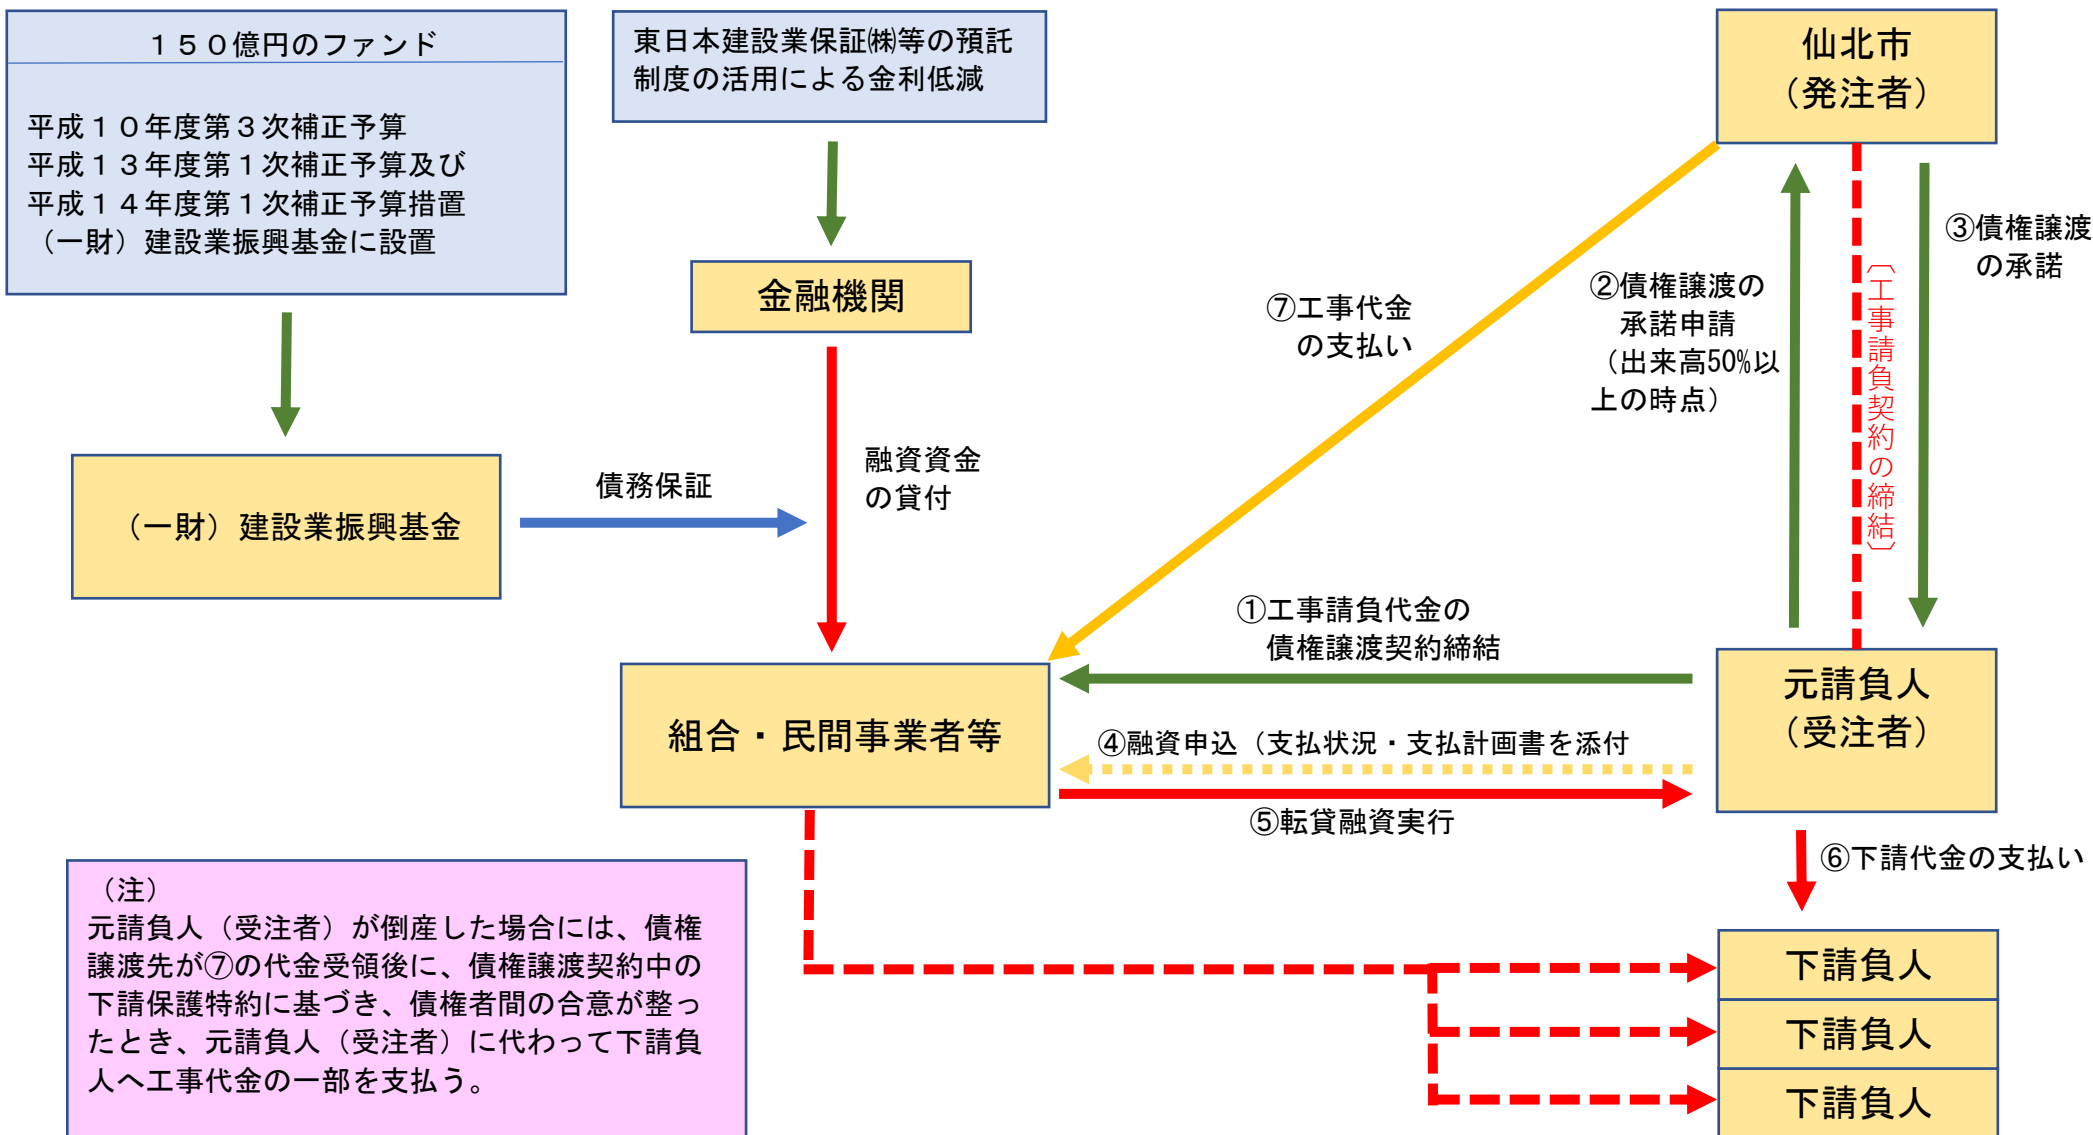 １５０億円のファンド
平成１０年度第３次補正予算
平成１３年度第１次補正予算及び
平成１４年度第１次補正予算措置
（一財）建設業振興基金に設置
東日本建設業保証㈱等の預託
制度の活用による金利低減
仙北市
（発注者）
金融機関
③債権譲渡
の承諾
②債権譲渡の
承諾申請
（出来高50%以
上の時点）
〔工事請負契約の締結〕
⑦工事代金
の支払い
融資資金
の貸付
債務保証
（一財）建設業振興基金
①工事請負代金の
債権譲渡契約締結
組合・民間事業者等
元請負人
（受注者）
④融資申込（支払状況・支払計画書を添付
⑤転貸融資実行
⑥下請代金の支払い
（注）
元請負人（受注者）が倒産した場合には、債権
譲渡先が⑦の代金受領後に、債権譲渡契約中の
下請保護特約に基づき、債権者間の合意が整っ
たとき、元請負人（受注者）に代わって下請負
人へ工事代金の一部を支払う。
下請負人
下請負人
下請負人